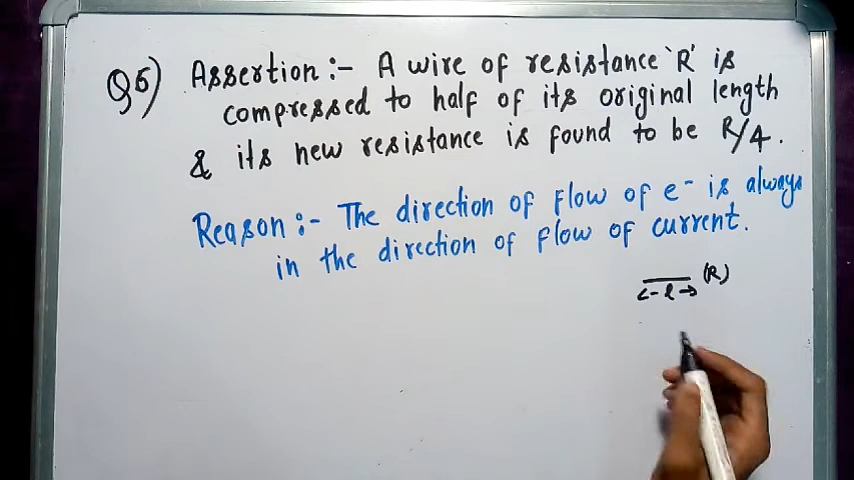 Q5) Assertion :- A wire of resistance 'R' is
compressed to half of its original length
& its new resistance is found to be R/4.
Reason :- The direction of flow of e- is always
in the direction of flow of current.
(R)
<- l ->